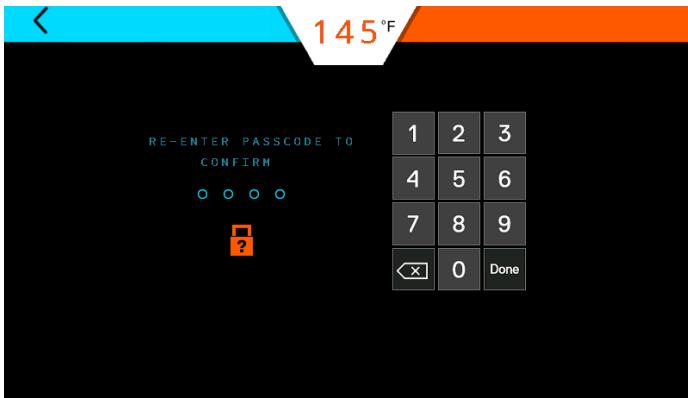 145°F
RE-ENTER PASSCODE TO
CONFIRM
?
1 2 3
4 5 6
7 8 9
0 Done